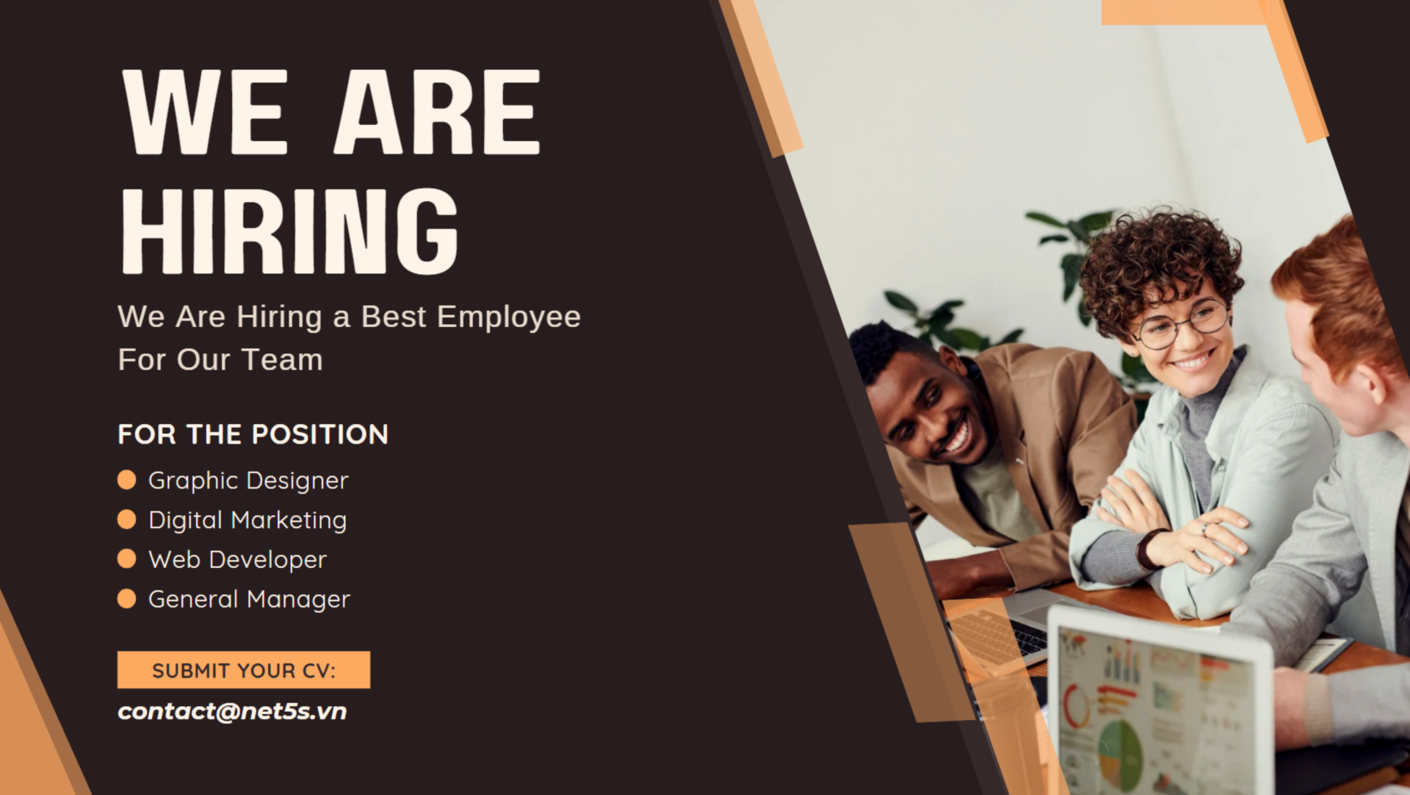 WE ARE
HIRING
We Are Hiring a Best Employee
For Our Team
FOR THE POSITION
Graphic Designer
Digital Marketing
Web Developer
General Manager
SUBMIT YOUR CV:
contact@net5s.vn